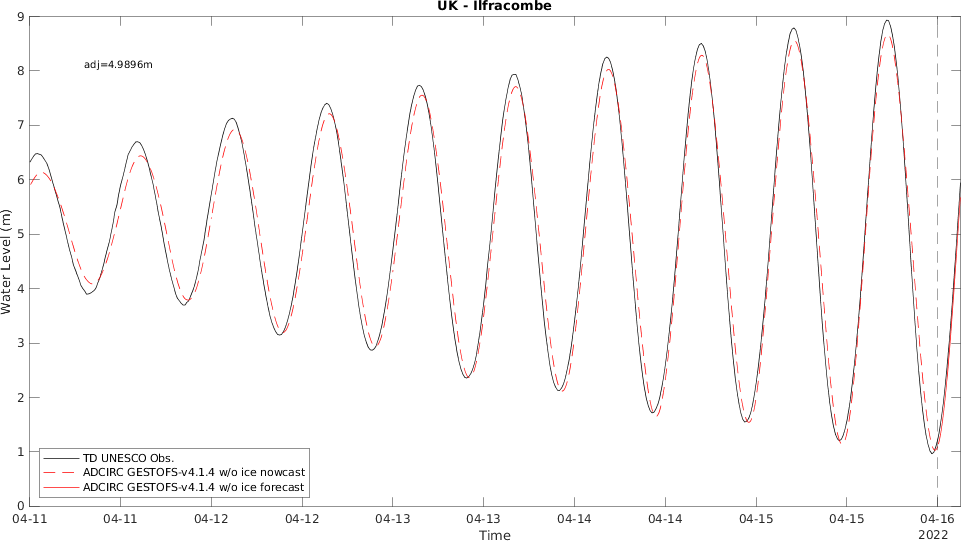 UK - Ilfracombe
adj=4.9896m
9
8
7
6
5
4
3
2
1
0
Water Level (m)
TD UNESCO Obs.
ADCIRC GESTOFS-v4.1.4 w/o ice nowcast
ADCIRC GESTOFS-v4.1.4 w/o ice forecast
04-11 04-11 04-12 04-12 04-13 04-13 04-14 04-14 04-15 04-15 04-16
2022
Time